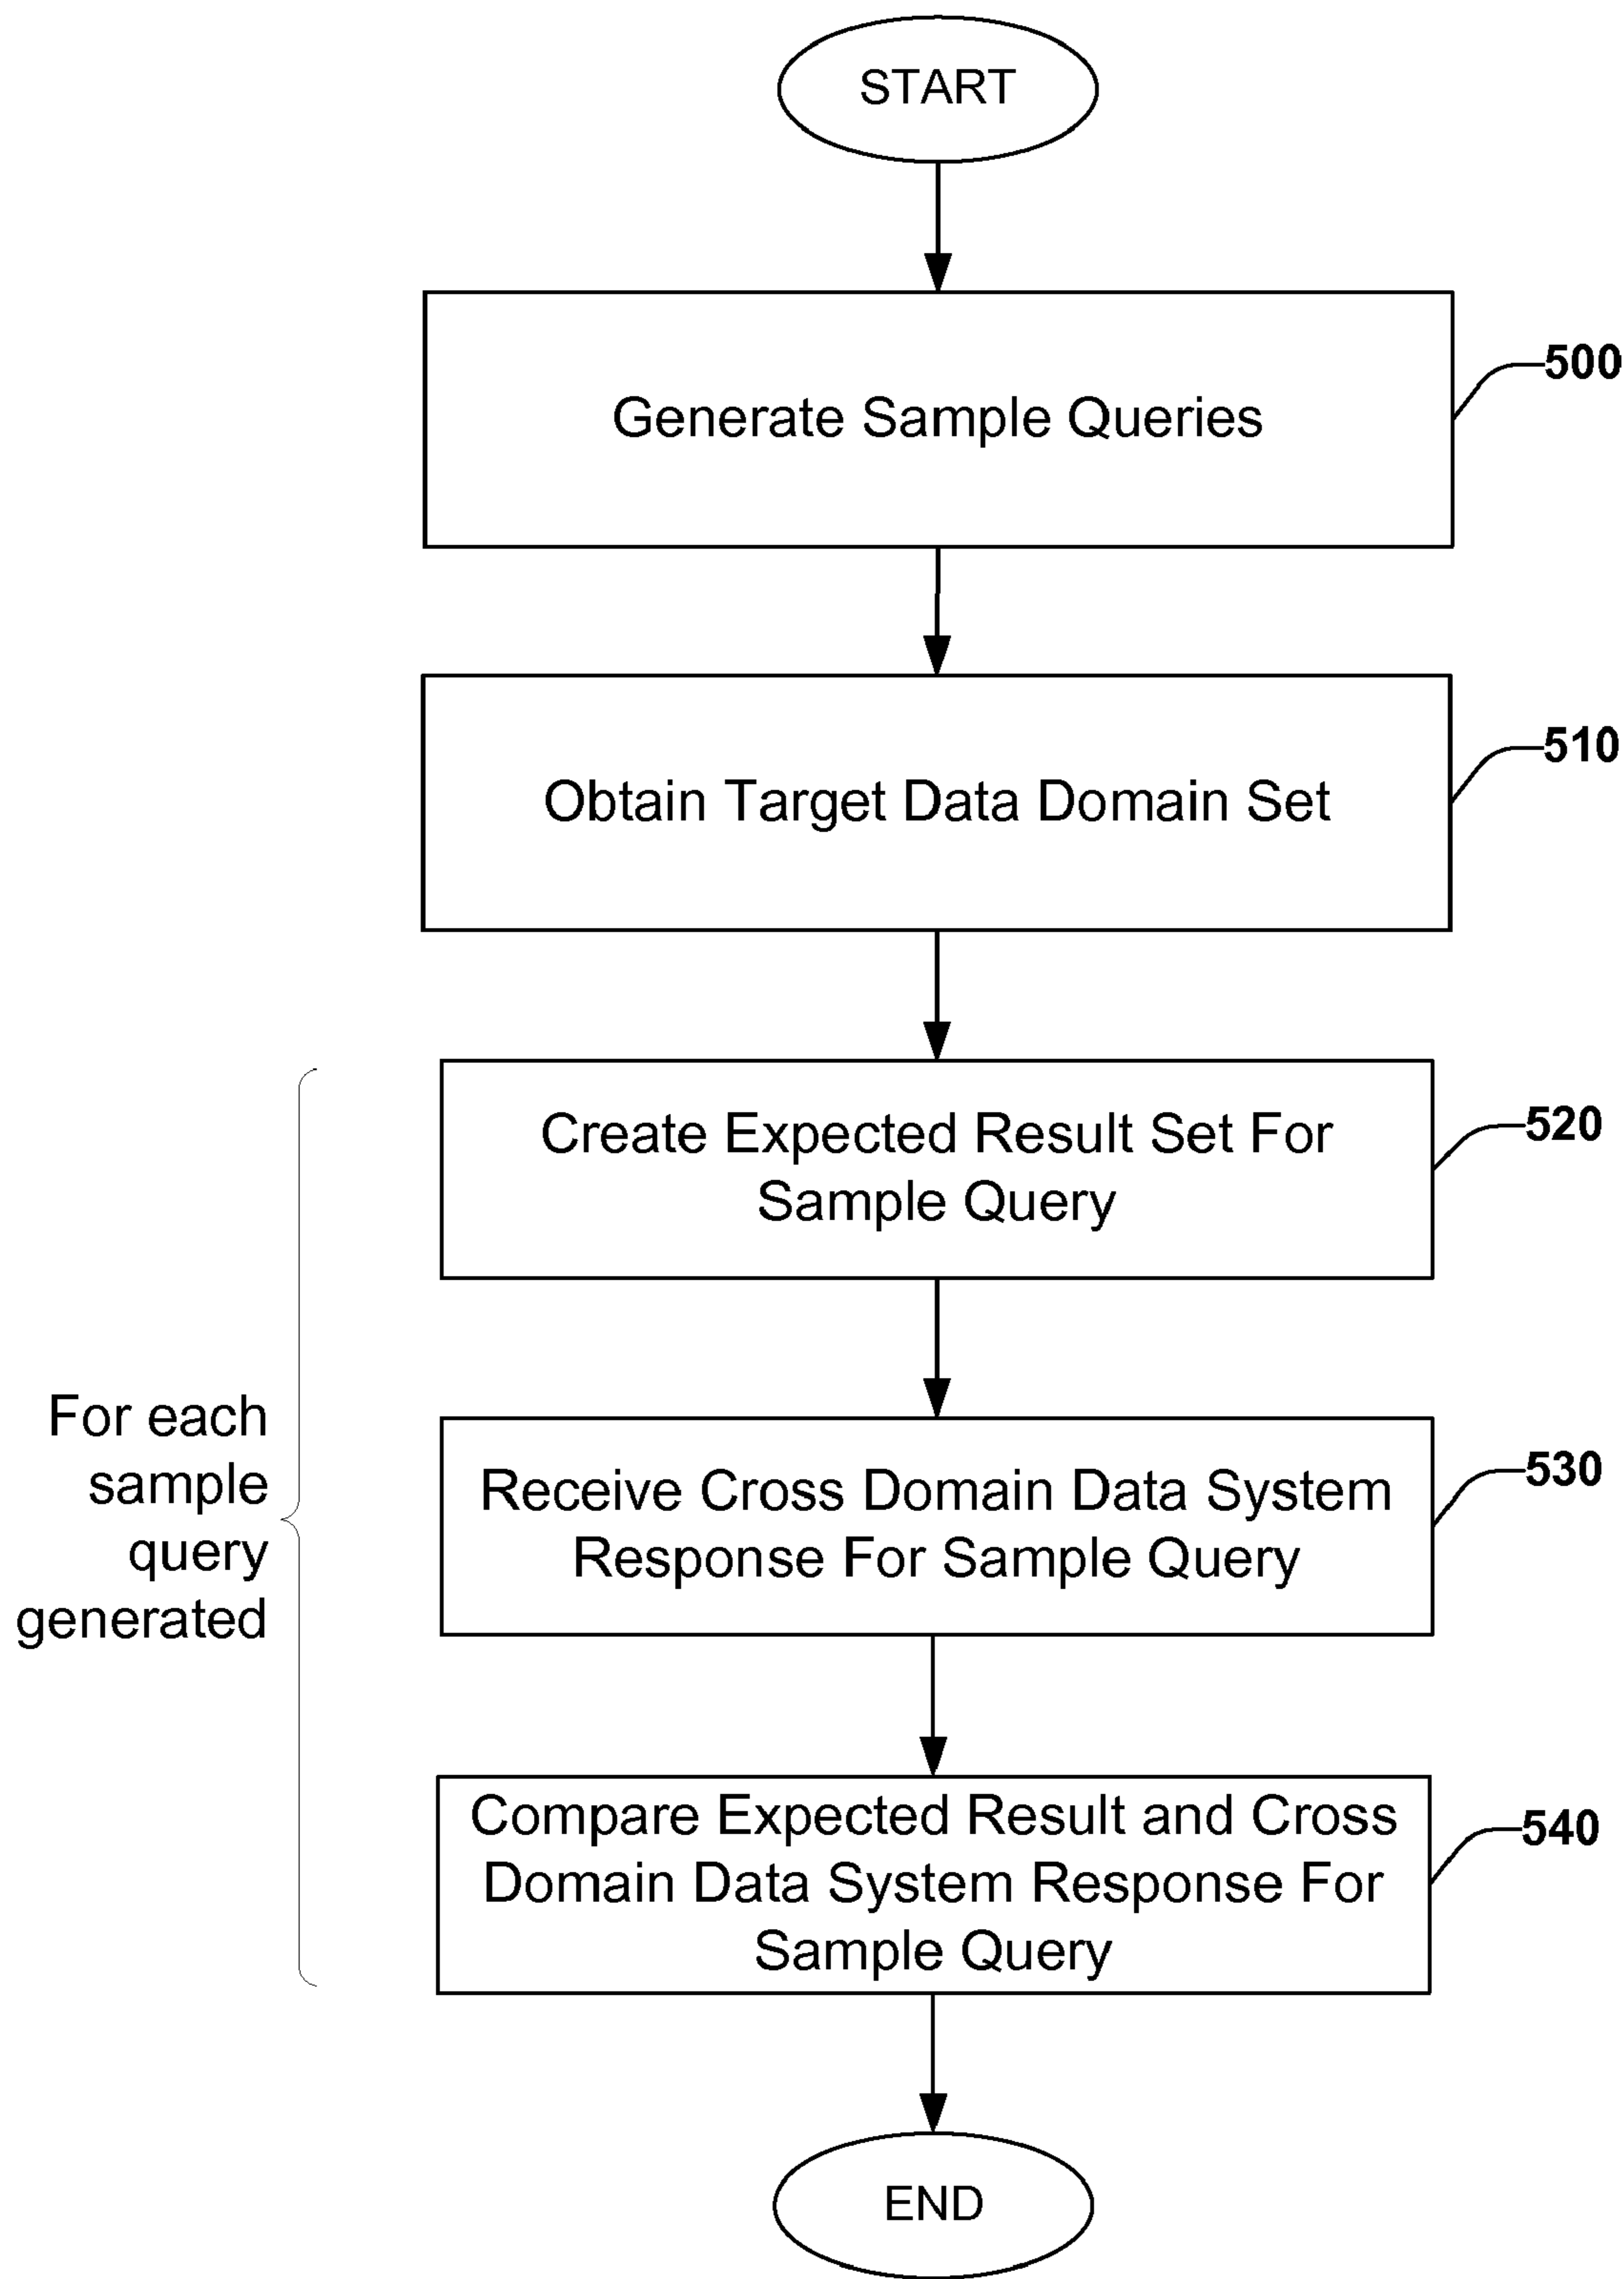 START
Generate Sample Queries
500
Obtain Target Data Domain Set
510
Create Expected Result Set For
Sample Query
520
For each
sample
query
generated
Receive Cross Domain Data System
Response For Sample Query
530
Compare Expected Result and Cross
Domain Data System Response For
Sample Query
540
END